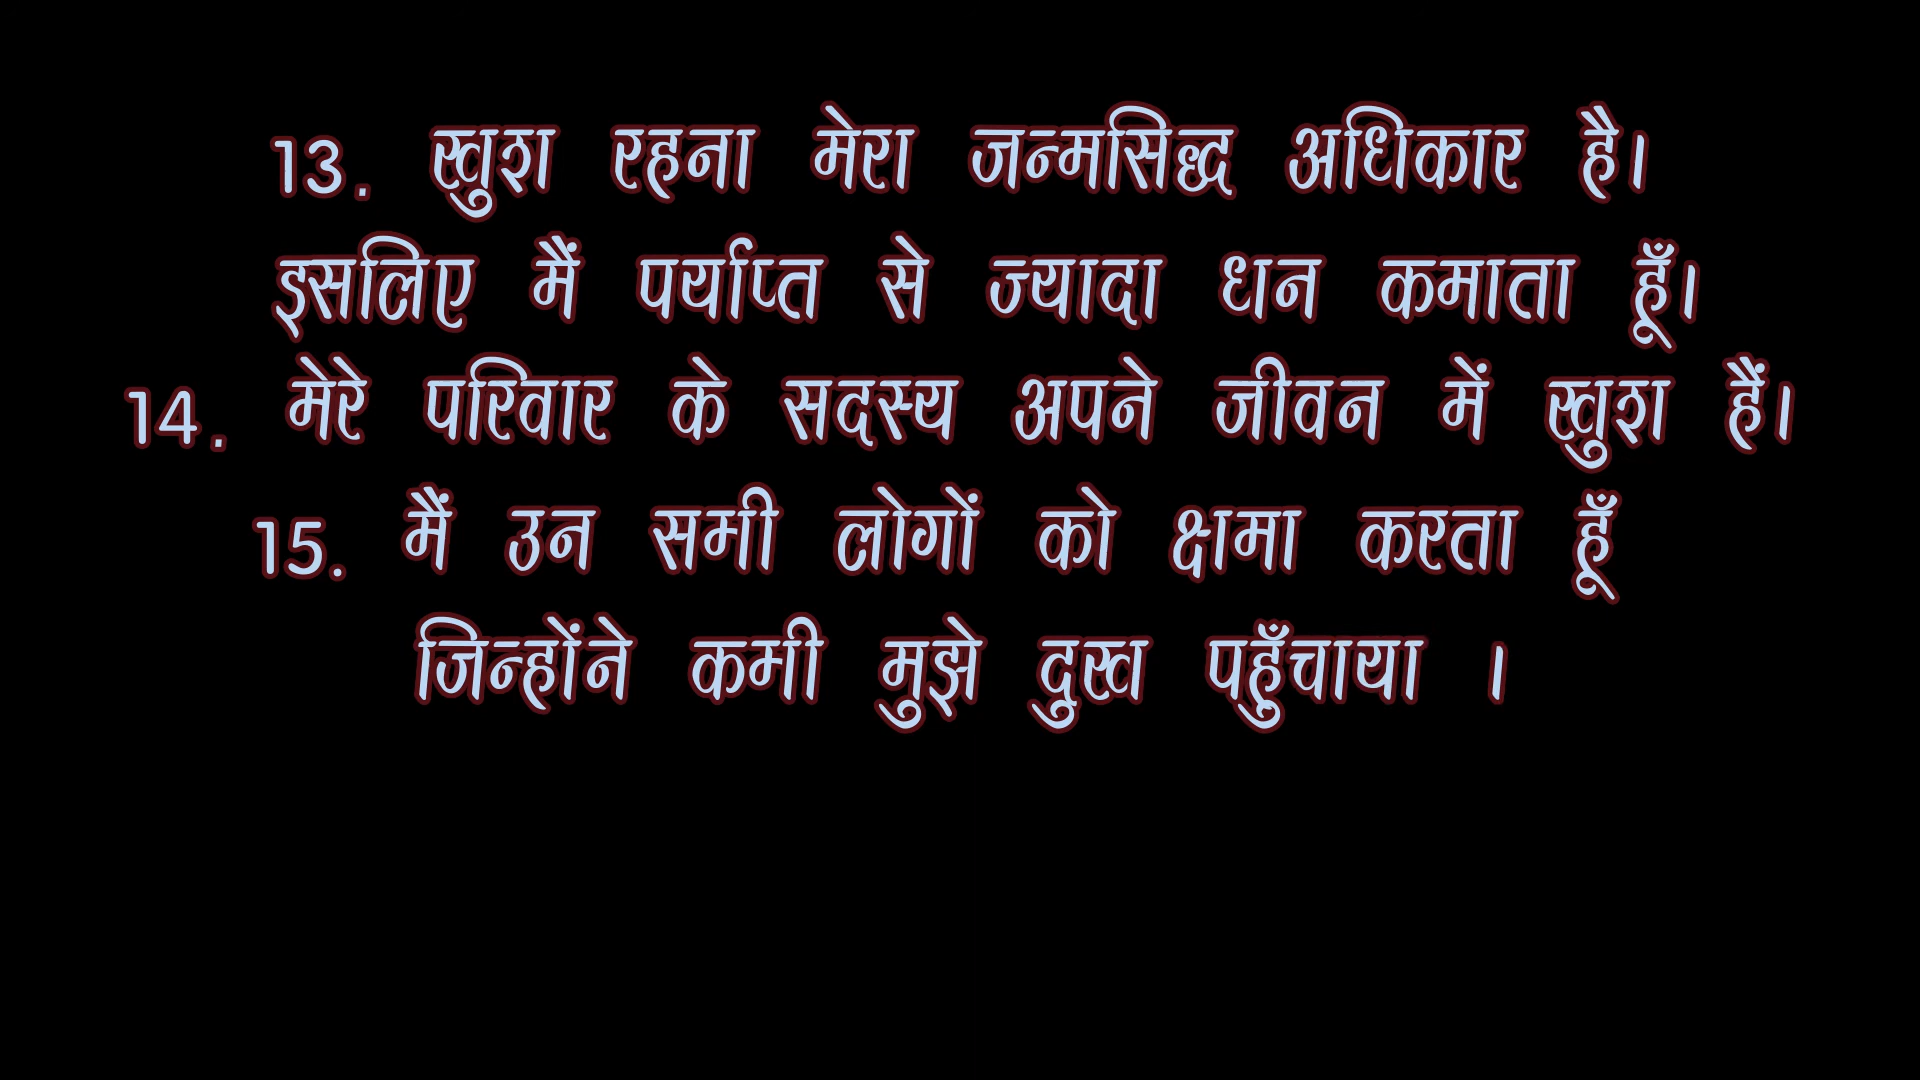 13. खुश रहना मेरा जन्मसिद्ध अधिकार है।
इसलिए मैं पर्याप्त से ज्यादा धन कमाता हूँ।
14. मेरे परिवार के सदस्य अपने जीवन में खुश हैं।
15. मैं उन सभी लोगों को क्षमा करता हूँ
जिन्होंने कभी मुझे दुख पहुँचाया ।